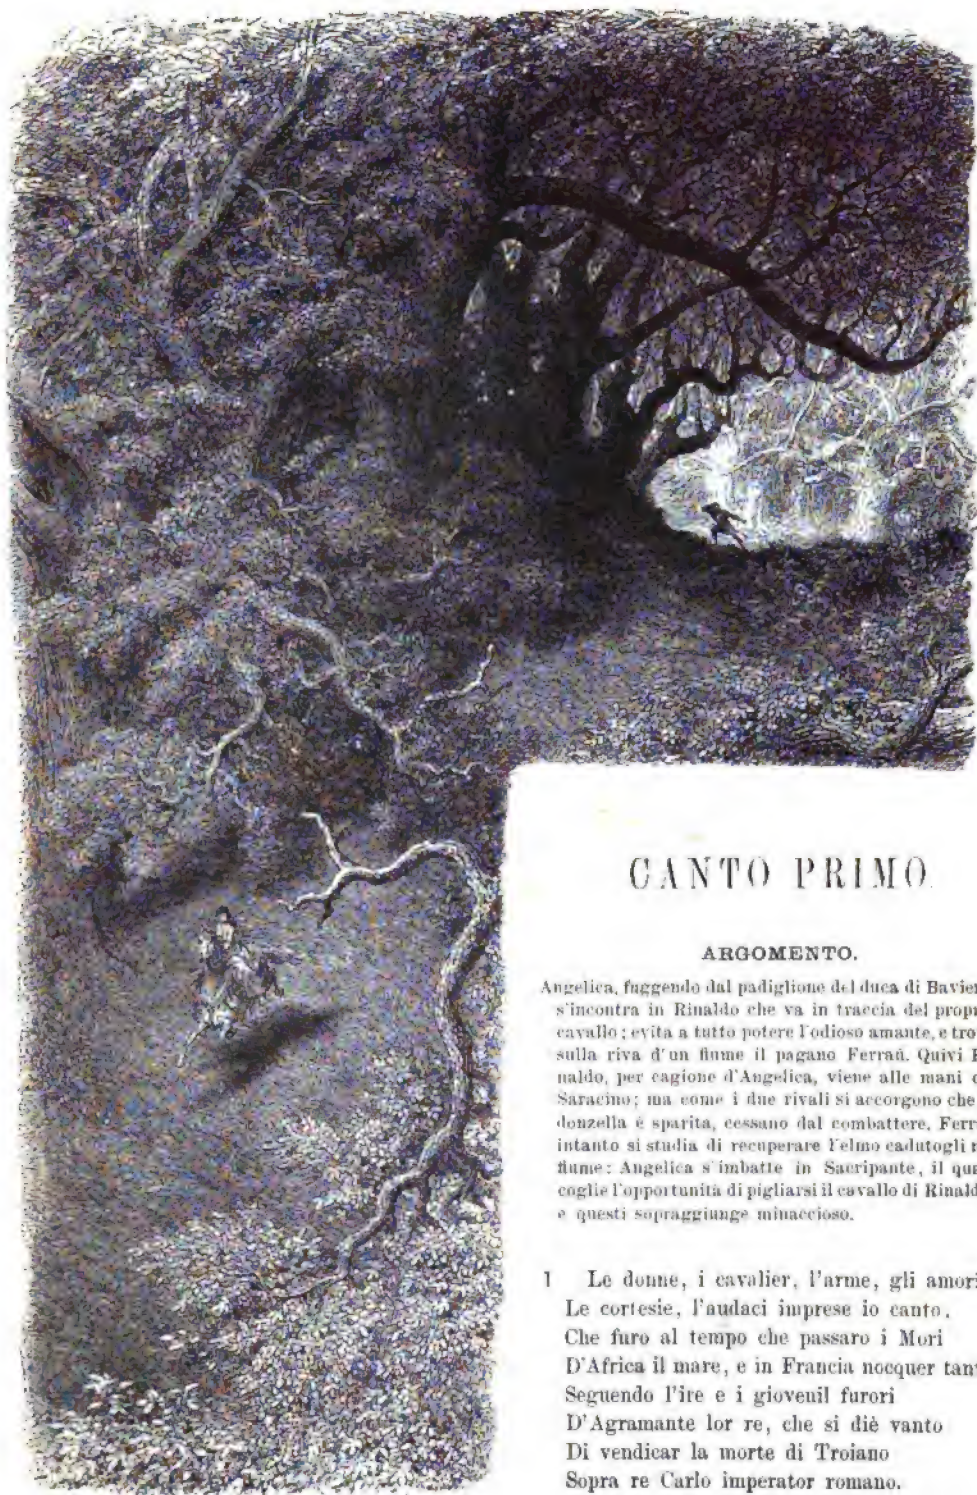 CANTO PRIMO
ARGOMENTO.
Angelica, fuggendo dal padiglione del duca di Bavier
s'incontra in Rinaldo che va in traccia del propr
cavallo; evita a tutto potere l'odioso amante, e tro
sulla riva d'un fiume il pagano Ferraù. Quivi
naldo, per cagione d'Angelica, viene alle mani
Saracino; ma come i due rivali si accorgono che
donzella è sparita, cessano dal combattere. Ferr
intanto si studia di recuperare l'elmo cadutogli
fiume: Angelica s'imbatte in Sacripante, il qua
coglie l'opportunità di pigliarsi il cavallo di Rinald
e questi sopraggiunge minaccioso.
1 Le donne, i cavalier, l'arme, gli amori
Le cortesie, l'audaci imprese io canto,
Che furo al tempo che passaro i Mori
D'Africa il mare, e in Francia nocquer tan
Seguendo l'ire e i giovenil furori
D'Agramante lor re, che si diè vanto
Di vendicar la morte di Troiano
Sopra re Carlo imperator romano.